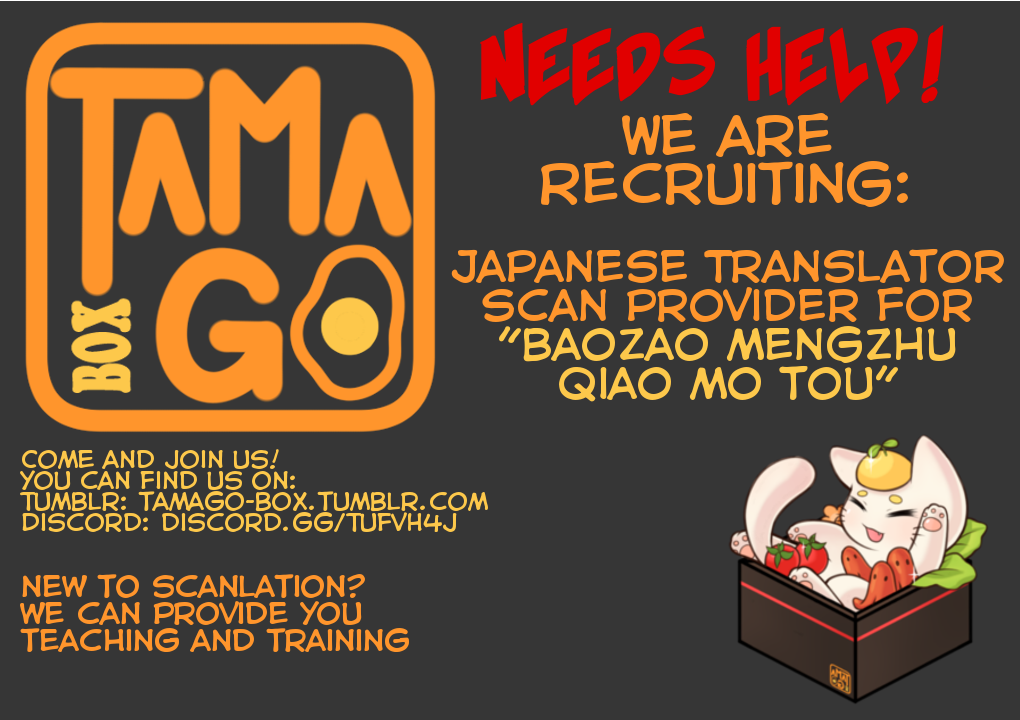 TAMA
GO
BOX
NEEDS HELP!
WE ARE
RECRUITING:
JAPANESE TRANSLATOR
SCAN PROVIDER FOR
"BAOZAO MENGZHU
QIAO MO TOU"
COME AND JOIN US!
YOU CAN FIND US ON:
TUMBLR: TAMAGO-BOX.TUMBLR.COM
DISCORD: DISCORD.GG/TUFVH4J
NEW TO SCANLATION?
WE CAN PROVIDE YOU
TEACHING AND TRAINING